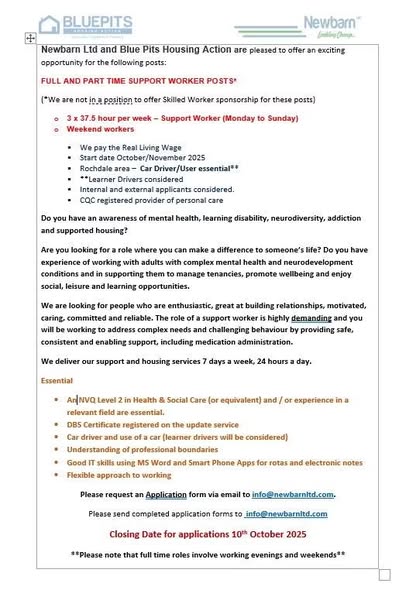 BLUEPITS
HOUSING ACTION
Newbarn
Enabling Change
Newbarn Ltd and Blue Pits Housing Action are pleased to offer an exciting
opportunity for the following posts:
FULL AND PART TIME SUPPORT WORKER POSTS*
(*We are not in a position to offer Skilled Worker sponsorship for these posts)
o 3 x 37.5 hour per week – Support Worker (Monday to Sunday)
o Weekend workers
• We pay the Real Living Wage
• Start date October/November 2025
• Rochdale area – Car Driver/User essential**
• **Learner Drivers considered
• Internal and external applicants considered.
• CQC registered provider of personal care
Do you have an awareness of mental health, learning disability, neurodiversity, addiction
and supported housing?
Are you looking for a role where you can make a difference to someone's life? Do you have
experience of working with adults with complex mental health and neurodevelopment
conditions and in supporting them to manage tenancies, promote wellbeing and enjoy
social, leisure and learning opportunities.
We are looking for people who are enthusiastic, great at building relationships, motivated,
caring, committed and reliable. The role of a support worker is highly demanding and you
will be working to address complex needs and challenging behaviour by providing safe,
consistent and enabling support, including medication administration.
We deliver our support and housing services 7 days a week, 24 hours a day.
Essential
• An NVQ Level 2 in Health & Social Care (or equivalent) and / or experience in a
relevant field are essential.
• DBS Certificate registered on the update service
• Car driver and use of a car (learner drivers will be considered)
• Understanding of professional boundaries
• Good IT skills using MS Word and Smart Phone Apps for rotas and electronic notes
• Flexible approach to working
Please request an Application form via email to info@newbarnltd.com.
Please send completed application forms to info@newbarnltd.com
Closing Date for applications 10th October 2025
**Please note that full time roles involve working evenings and weekends**